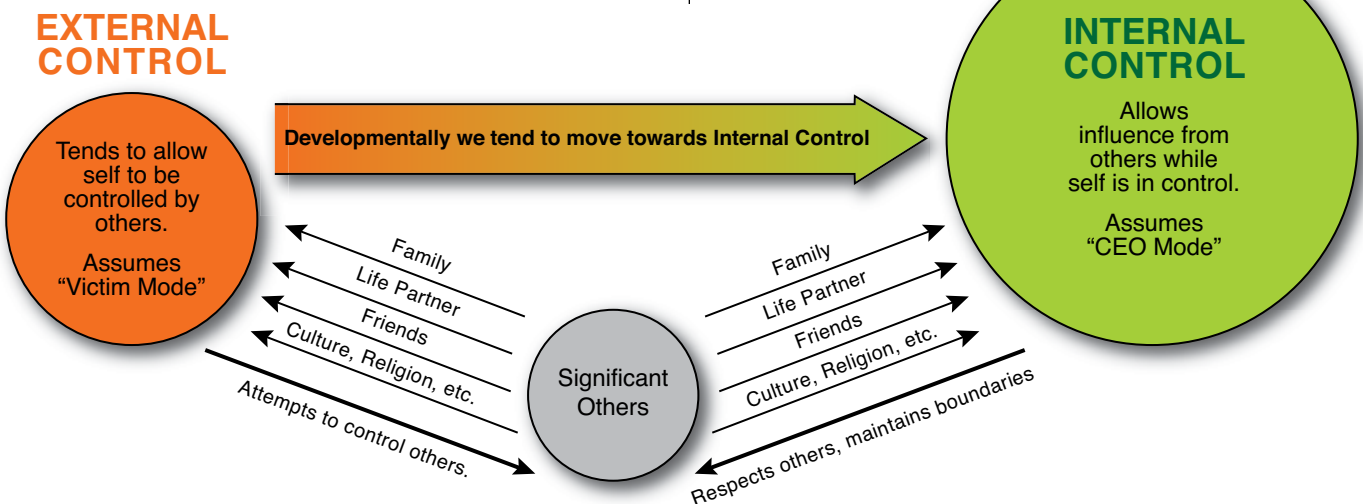 EXTERNAL
CONTROL
Tends to allow
self to be
controlled by
others.
Assumes
“Victim Mode”
Developmentally we tend to move towards Internal Control
INTERNAL
CONTROL
Allows
influence from
others while
self is in control.
Assumes
“CEO Mode”
Family
Life Partner
Friends
Culture, Religion, etc.
Attempts to control others.
Significant
Others
Family
Life Partner
Friends
Culture, Religion, etc.
Respects others, maintains boundaries